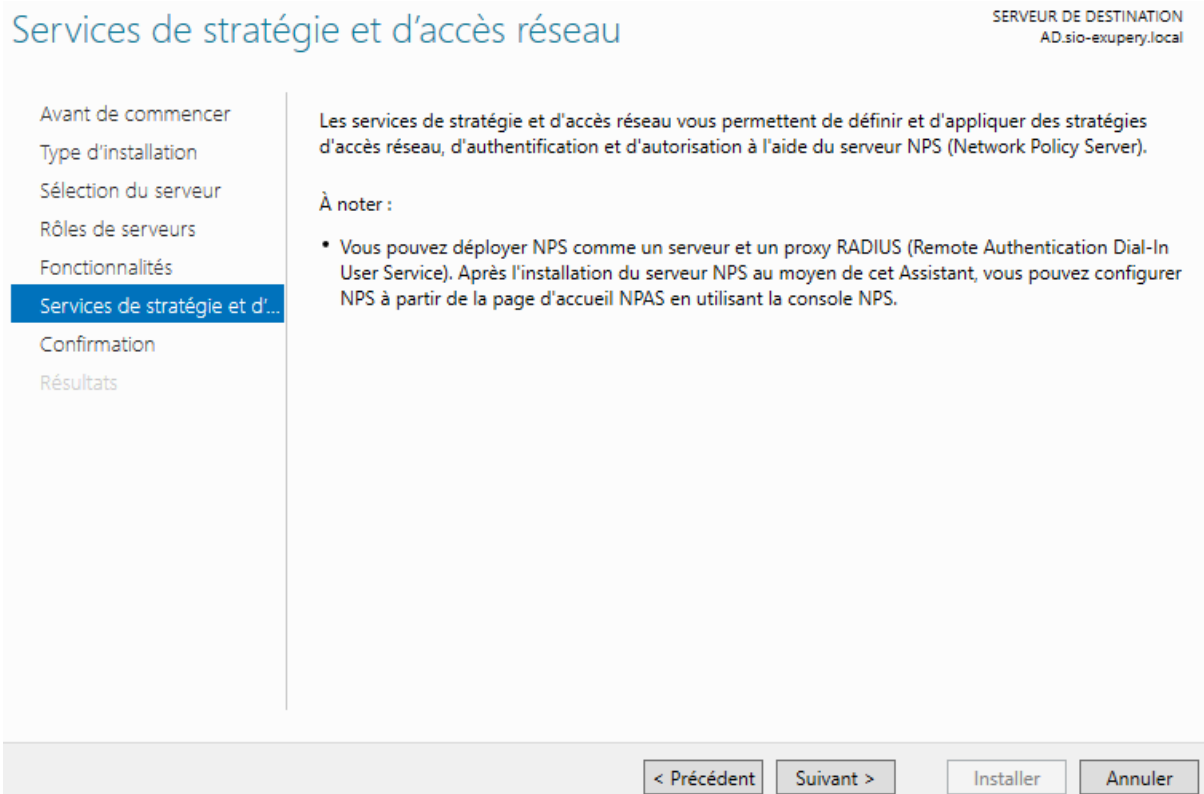 Services de stratégie et d’accès réseau
SERVEUR DE DESTINATION
AD.sio-exupery.local
Avant de commencer
Type d'installation
Sélection du serveur
Rôles de serveurs
Fonctionnalités
Services de stratégie et d’...
Confirmation
Résultats
Les services de stratégie et d'accès réseau vous permettent de définir et d'appliquer des stratégies
d'accès réseau, d'authentification et d'autorisation à l'aide du serveur NPS (Network Policy Server).
À noter :
• Vous pouvez déployer NPS comme un serveur et un proxy RADIUS (Remote Authentication Dial-In
User Service). Après l'installation du serveur NPS au moyen de cet Assistant, vous pouvez configurer
NPS à partir de la page d'accueil NPAS en utilisant la console NPS.
< Précédent
Suivant >
Installer
Annuler